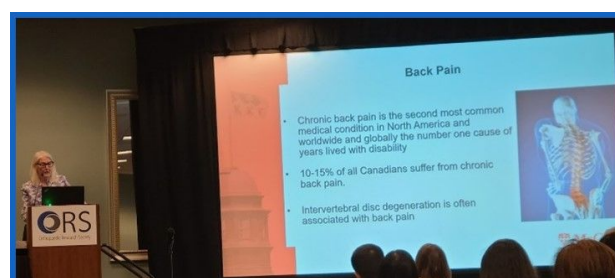 Back Pain
• Chronic back pain is the second most common
medical condition in North America and
worldwide and globally the number one cause of
years lived with disability
• 10-15% of all Canadians suffer from chronic
back pain.
• Intervertebral disc degeneration is often
associated with back pain
ORS
Orthopaedic Research Society